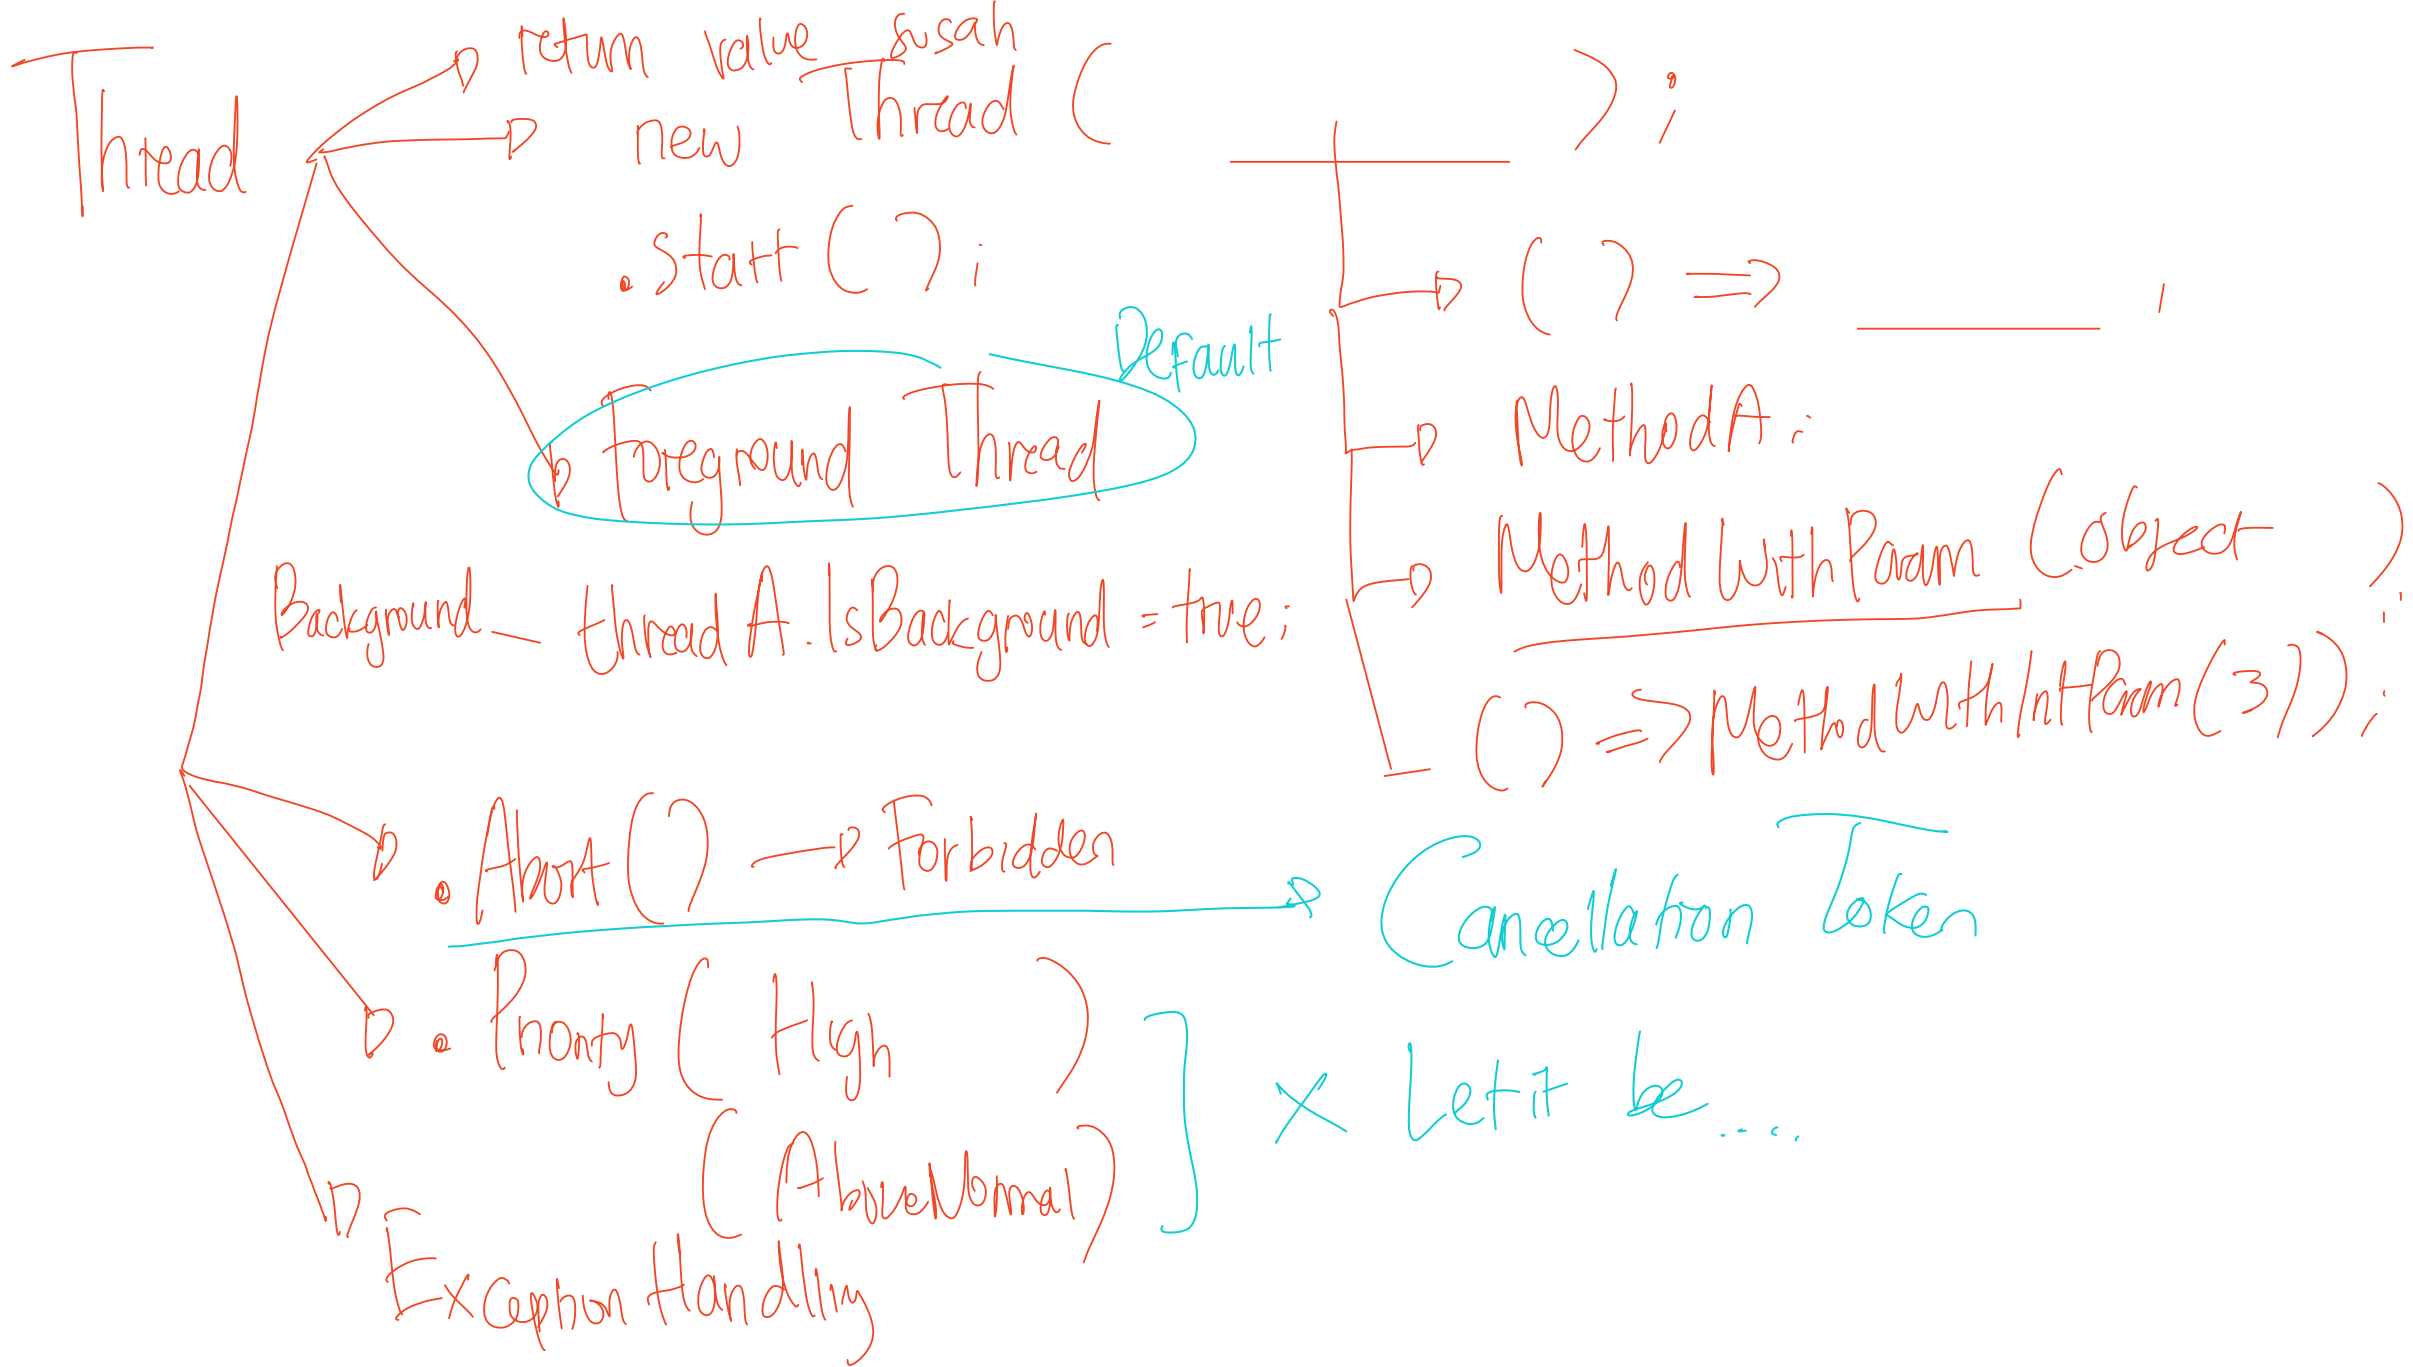 Thread
return value susah
new Thread (          );
.Start ( );
( ) => ________ ,
Default
Foreground Thread
MethodA ;
MethodWithParam (object );
Background — thread A.IsBackground = true;
( ) => MethodWithIntParam(3));
.Abort( ) → Forbidden
Cancellation Token
.Priority ( High )
( AboveNormal )
X Let it be ....
Exception Handling